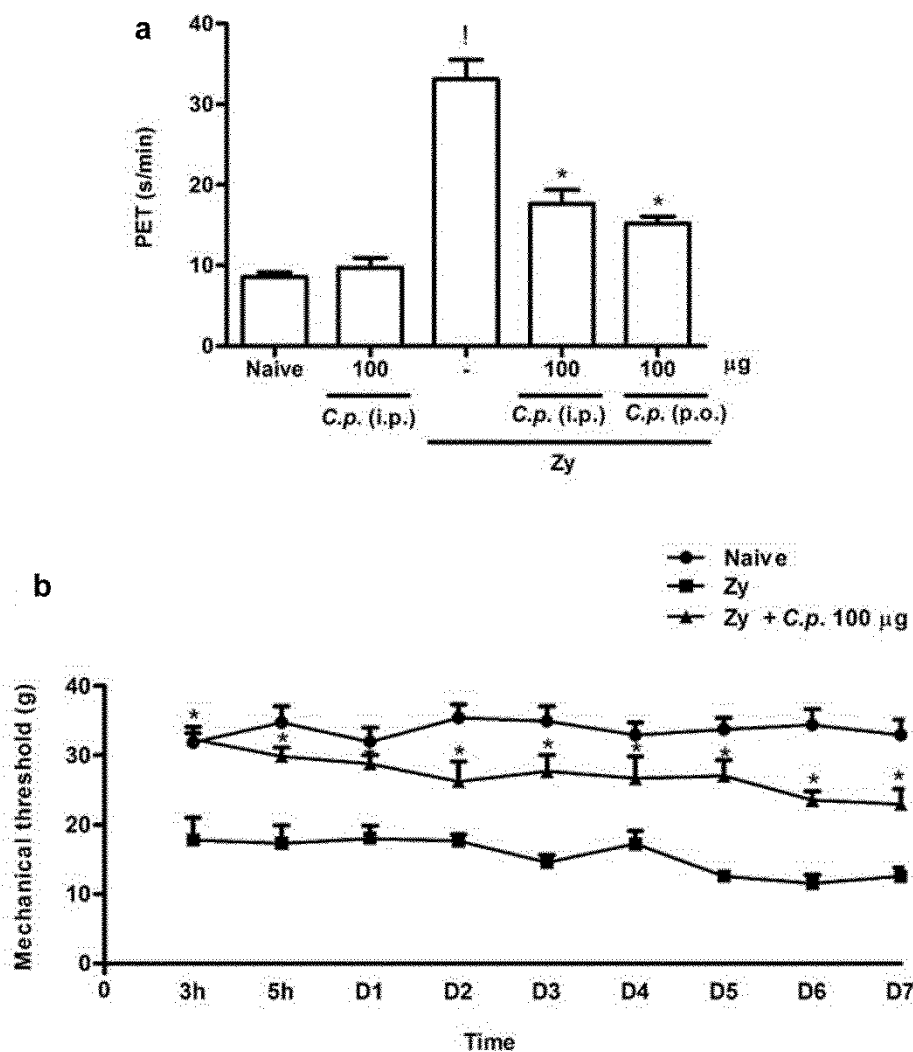 a
PET (s/min)
40
30
20
10
0
!
*
*
Naive 100 - 100 100 µg
C.p. (i.p.) C.p. (i.p.) C.p. (p.o.)
Zy
b
Naive
Zy
Zy + C.p. 100 µg
Mechanical threshold (g)
40
30
20
10
0
* * * * * * * *
0 3h 5h D1 D2 D3 D4 D5 D6 D7
Time